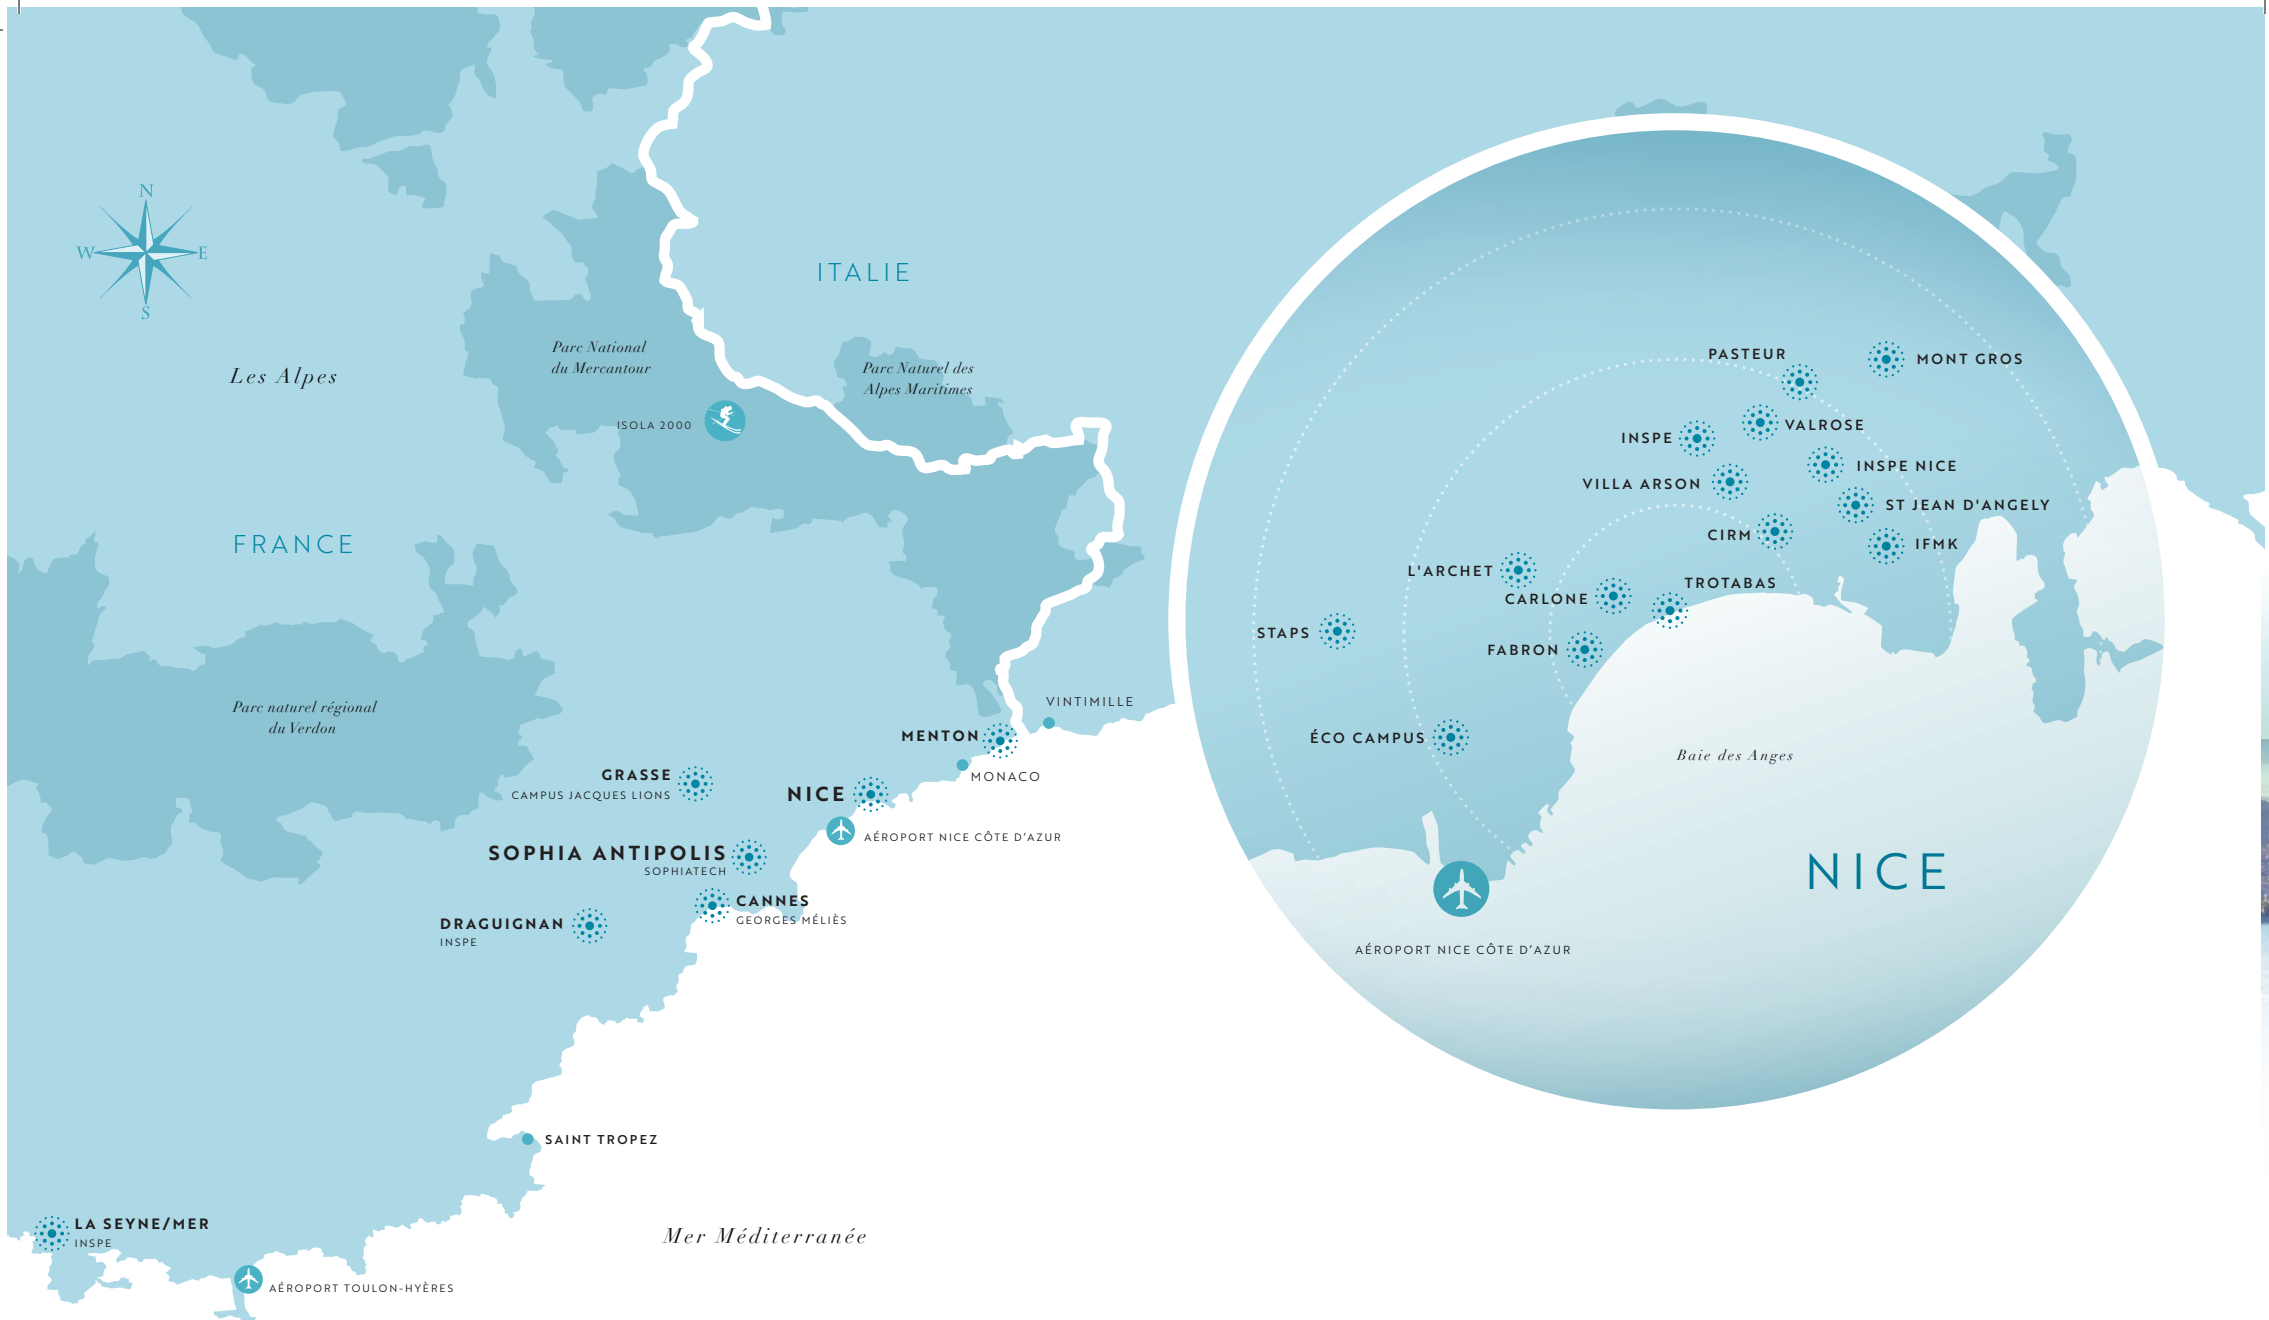 N
W
E
S
ITALIE
Les Alpes
Parc National
du Mercantour
Parc Naturel des
Alpes Maritimes
ISOLA 2000
FRANCE
Parc naturel régional
du Verdon
VINTIMILLE
MENTON
MONACO
GRASSE
CAMPUS JACQUES LIONS
NICE
AÉROPORT NICE CÔTE D'AZUR
SOPHIA ANTIPOLIS
SOPHIATECH
CANNES
GEORGES MÉLIÈS
DRAGUIGNAN
INSPE
SAINT TROPEZ
LA SEYNE/MER
INSPE
Mer Méditerranée
AÉROPORT TOULON-HYÈRES
PASTEUR
MONT GROS
VALROSE
INSPE
INSPE NICE
VILLA ARSON
ST JEAN D'ANGELY
CIRM
IFMK
L'ARCHET
TROTABAS
CARLONE
STAPS
FABRON
ÉCO CAMPUS
Baie des Anges
NICE
AÉROPORT NICE CÔTE D'AZUR